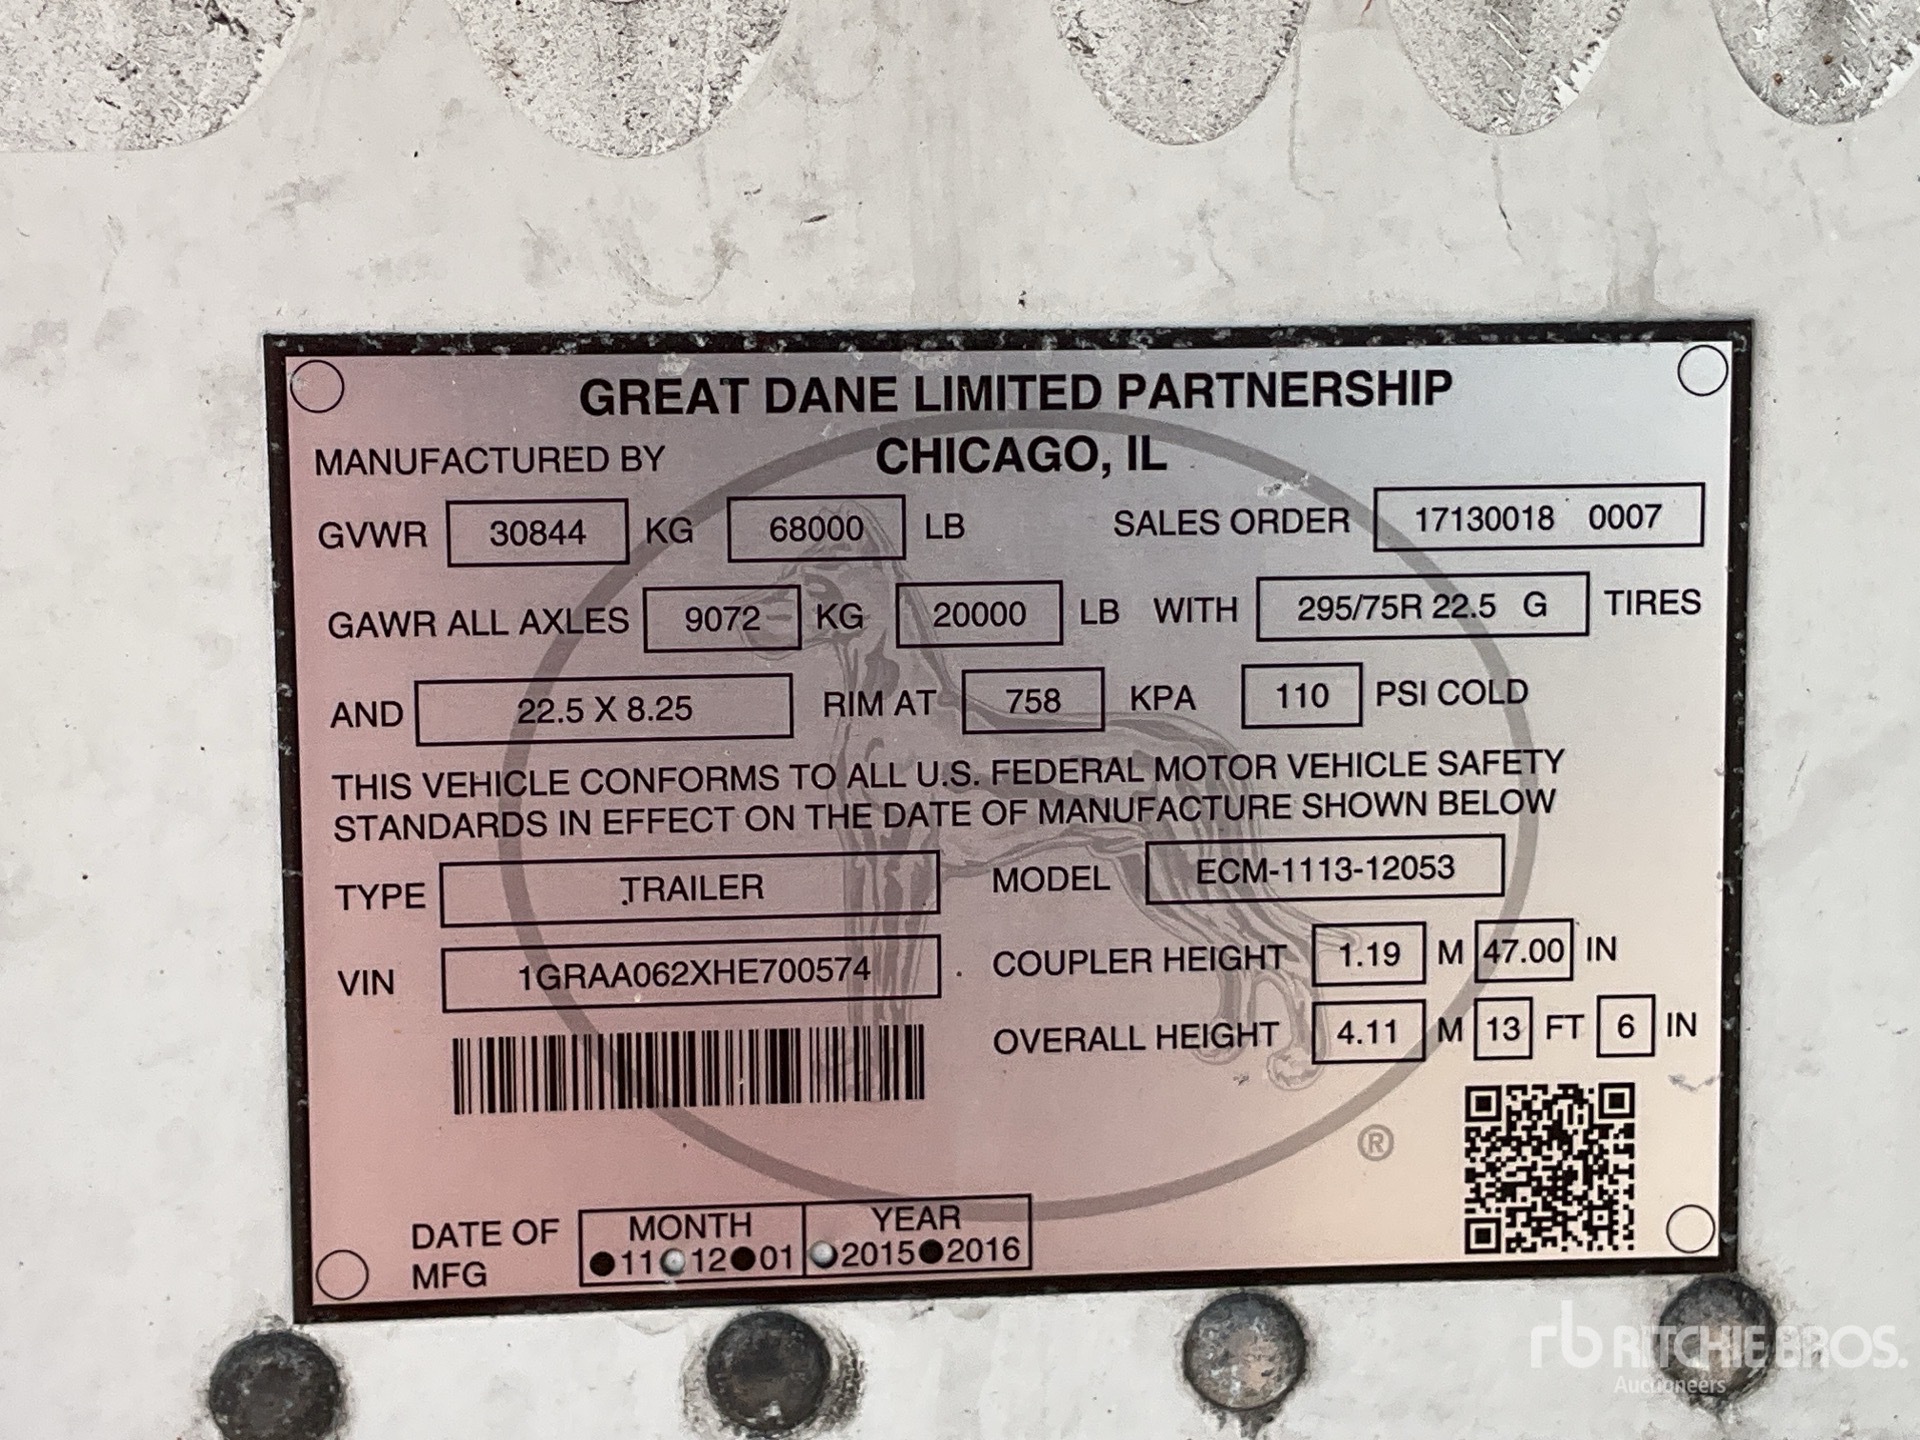 GREAT DANE LIMITED PARTNERSHIP
MANUFACTURED BY CHICAGO, IL
GVWR 30844 KG 68000 LB SALES ORDER 17130018 0007
GAWR ALL AXLES 9072 KG 20000 LB WITH 295/75R 22.5 G TIRES
AND 22.5 X 8.25 RIM AT 758 KPA 110 PSI COLD
THIS VEHICLE CONFORMS TO ALL U.S. FEDERAL MOTOR VEHICLE SAFETY
STANDARDS IN EFFECT ON THE DATE OF MANUFACTURE SHOWN BELOW
TYPE TRAILER MODEL ECM-1113-12053
VIN 1GRAA062XHE700574 COUPLER HEIGHT 1.19 M 47.00 IN
OVERALL HEIGHT 4.11 M 13 FT 6 IN
®
DATE OF MFG MONTH YEAR
●11●12●01 ●2015●2016
rb RITCHIE BROS.
Auctioneers